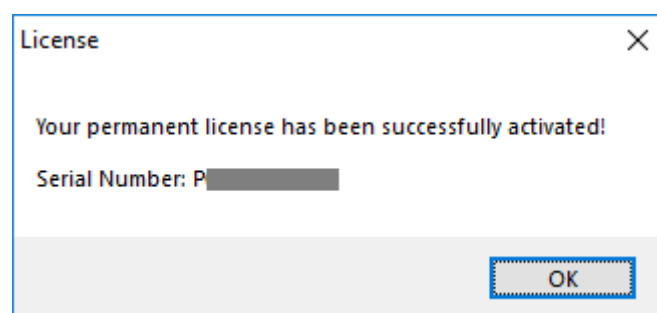 License
Your permanent license has been successfully activated!
Serial Number: P
OK